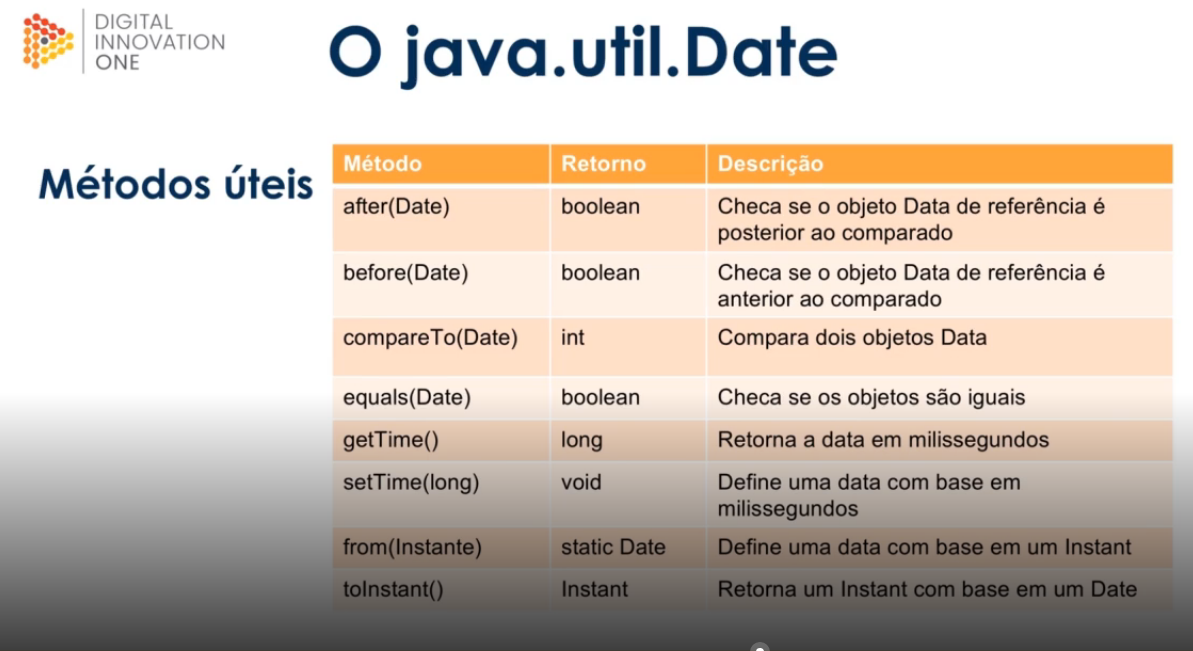 DIGITAL
INNOVATION
ONE
O java.util.Date
Métodos úteis
Método Retorno Descrição
after(Date) boolean Checa se o objeto Data de referência é
posterior ao comparado
before(Date) boolean Checa se o objeto Data de referência é
anterior ao comparado
compareTo(Date) int Compara dois objetos Data
equals(Date) boolean Checa se os objetos são iguais
getTime() long Retorna a data em milissegundos
setTime(long) void Define uma data com base em
milissegundos
from(Instante) static Date Define uma data com base em um Instant
toInstant() Instant Retorna um Instant com base em um Date